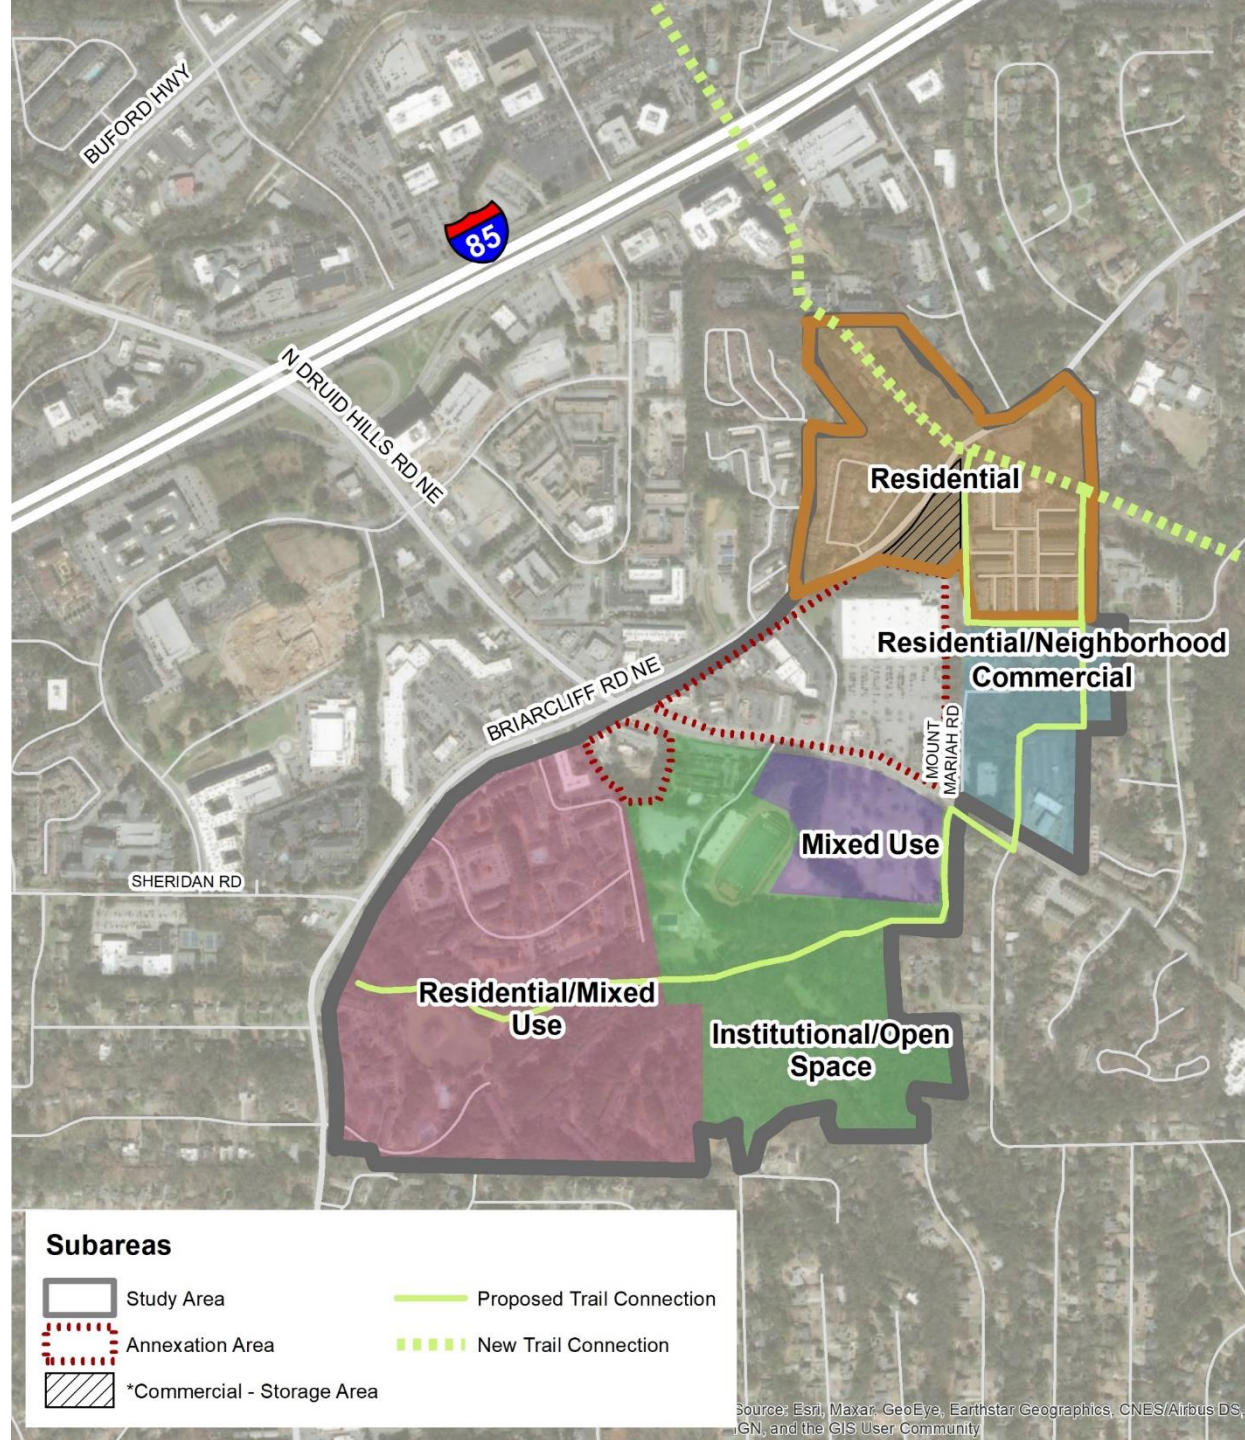 BUFORD HWY
85
N DRUID HILLS RD NE
Residential
Residential/Neighborhood
Commercial
BRIARCLIFF RD NE
MOUNT
MARIAH RD
Mixed Use
SHERIDAN RD
Residential/Mixed
Use
Institutional/Open
Space
Subareas
Study Area
Proposed Trail Connection
Annexation Area
New Trail Connection
*Commercial - Storage Area
Source: Esri, Maxar, GeoEye, Earthstar Geographics, CNES/Airbus DS,
IGN, and the GIS User Community